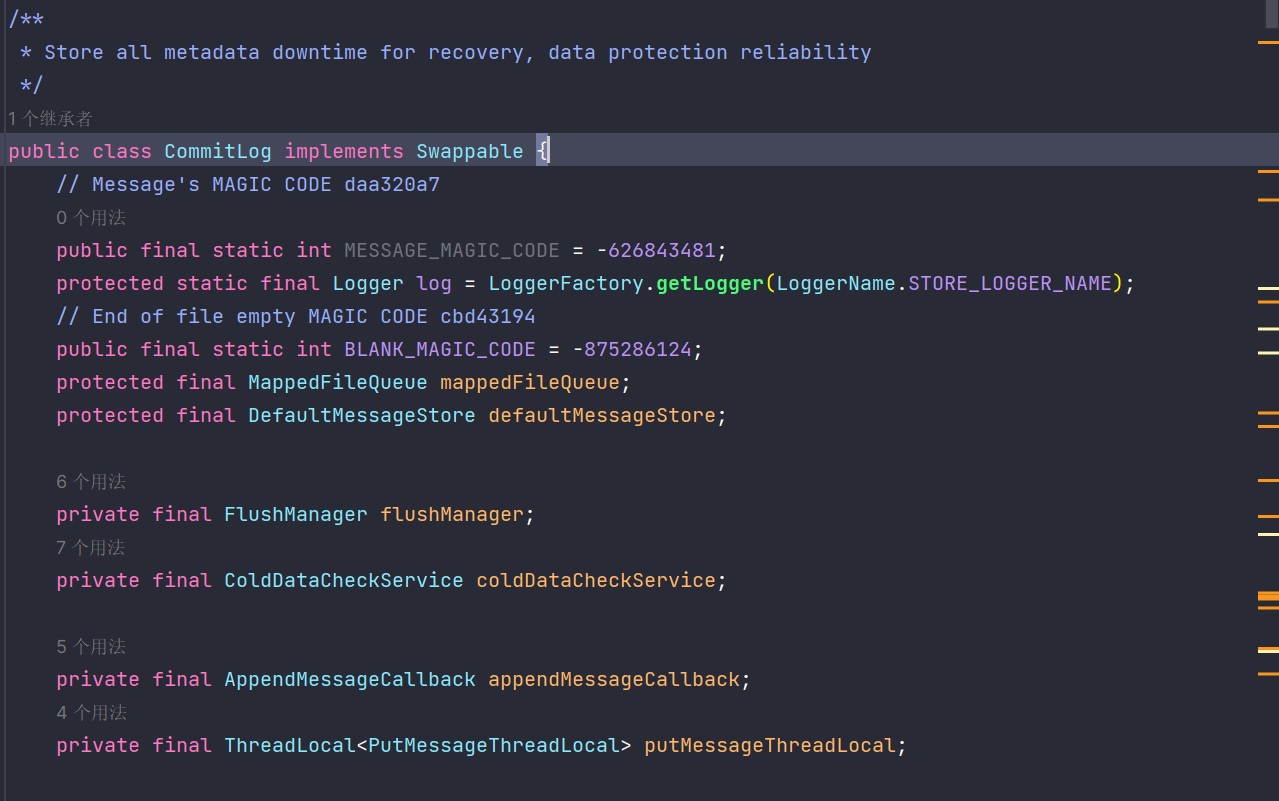 /**
 * Store all metadata downtime for recovery, data protection reliability
 */
1 个继承者
public class CommitLog implements Swappable {
    // Message's MAGIC CODE daa320a7
    0 个用法
    public final static int MESSAGE_MAGIC_CODE = -626843481;
    protected static final Logger log = LoggerFactory.getLogger(LoggerName.STORE_LOGGER_NAME);
    // End of file empty MAGIC CODE cbd43194
    public final static int BLANK_MAGIC_CODE = -875286124;
    protected final MappedFileQueue mappedFileQueue;
    protected final DefaultMessageStore defaultMessageStore;
    6 个用法
    private final FlushManager flushManager;
    7 个用法
    private final ColdDataCheckService coldDataCheckService;
    5 个用法
    private final AppendMessageCallback appendMessageCallback;
    4 个用法
    private final ThreadLocal<PutMessageThreadLocal> putMessageThreadLocal;